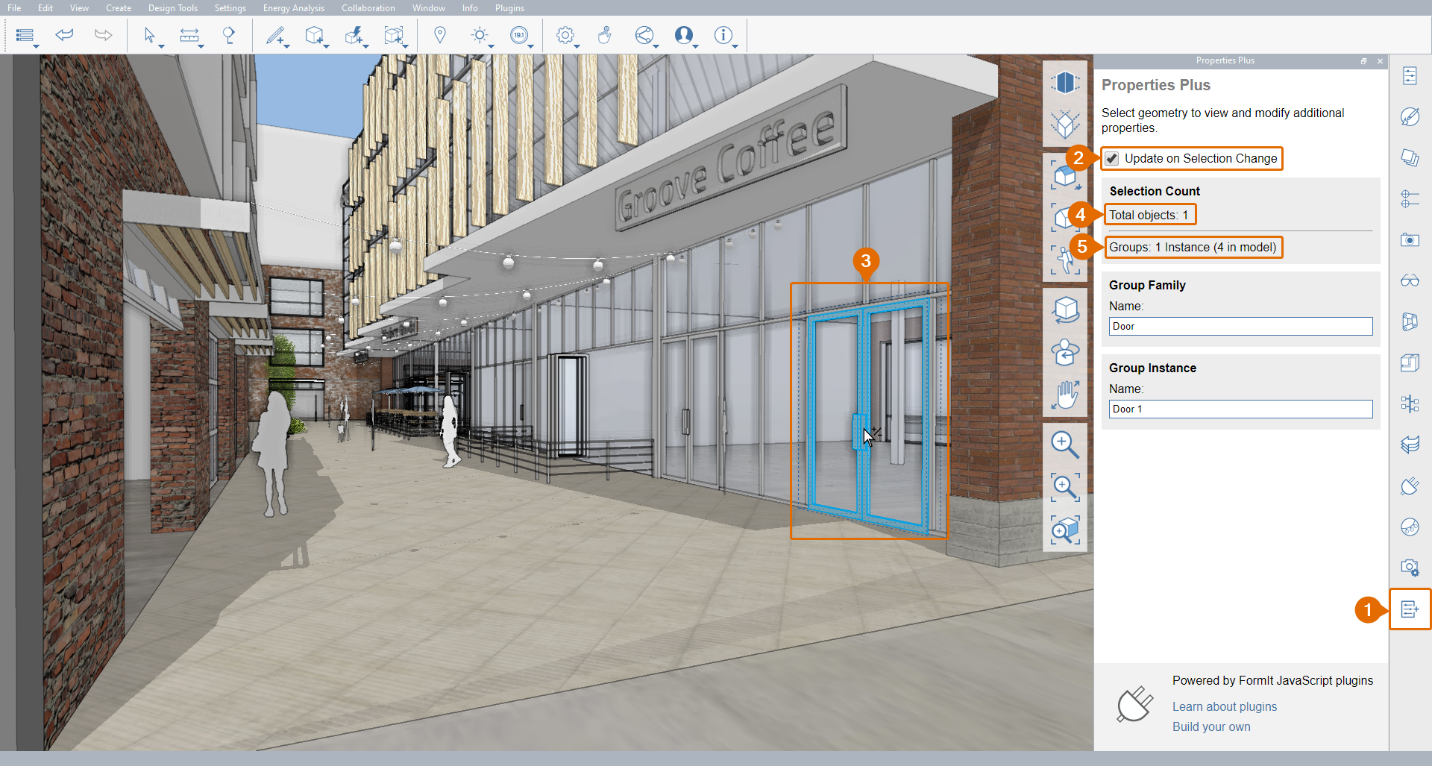 File Edit View Create Design Tools Settings Energy Analysis Collaboration Window Info Plugins
19.1
Properties Plus
Properties Plus
Select geometry to view and modify additional
properties.
2
Update on Selection Change
Selection Count
4
Total objects: 1
5
Groups: 1 Instance (4 in model)
Group Family
Name:
Door
Group Instance
Name:
Door 1
Groove Coffee
3
1
Powered by FormIt JavaScript plugins
Learn about plugins
Build your own